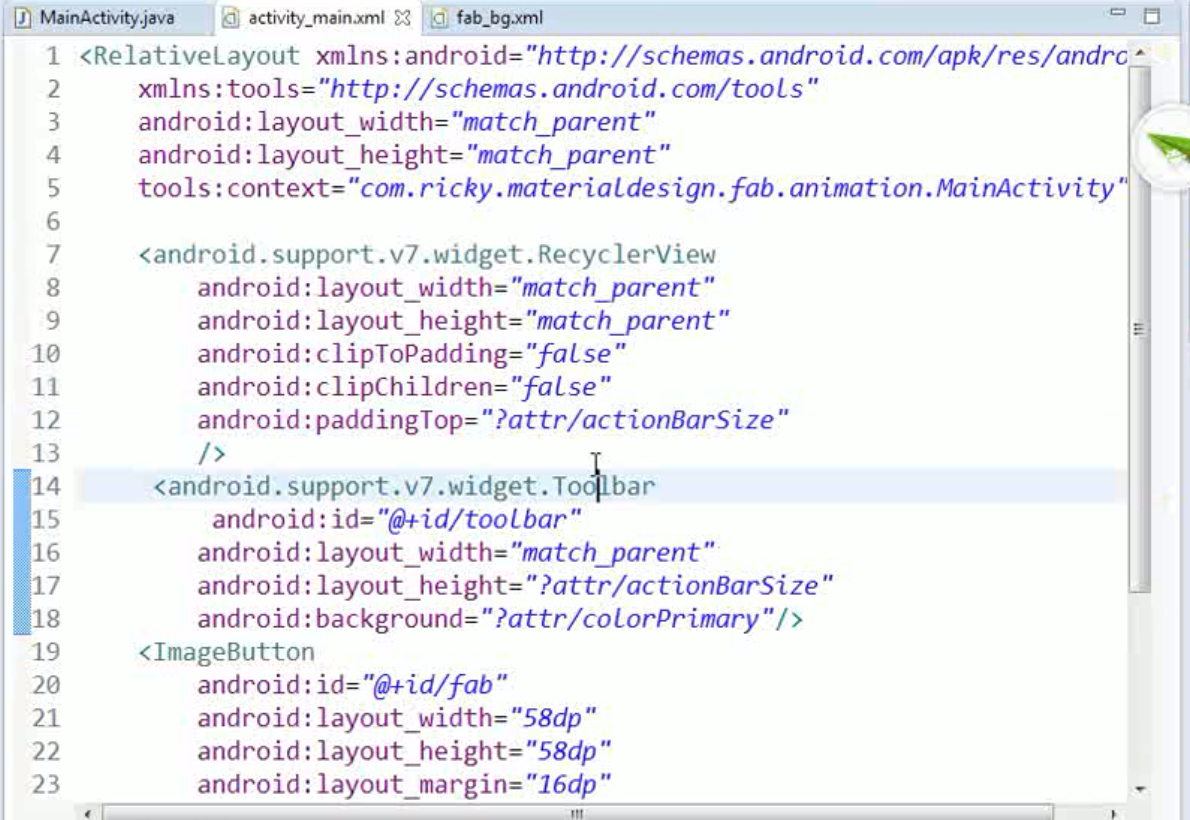 MainActivity.java activity_main.xml fab_bg.xml
1 <RelativeLayout xmlns:android="http://schemas.android.com/apk/res/andro
2 xmlns:tools="http://schemas.android.com/tools"
3 android:layout_width="match_parent"
4 android:layout_height="match_parent"
5 tools:context="com.ricky.materialdesign.fab.animation.MainActivity"
6
7 <android.support.v7.widget.RecyclerView
8 android:layout_width="match_parent"
9 android:layout_height="match_parent"
10 android:clipToPadding="false"
11 android:clipChildren="false"
12 android:paddingTop="?attr/actionBarSize"
13 />
14 <android.support.v7.widget.Toolbar
15 android:id="@+id/toolbar"
16 android:layout_width="match_parent"
17 android:layout_height="?attr/actionBarSize"
18 android:background="?attr/colorPrimary"/>
19 <ImageButton
20 android:id="@+id/fab"
21 android:layout_width="58dp"
22 android:layout_height="58dp"
23 android:layout_margin="16dp"